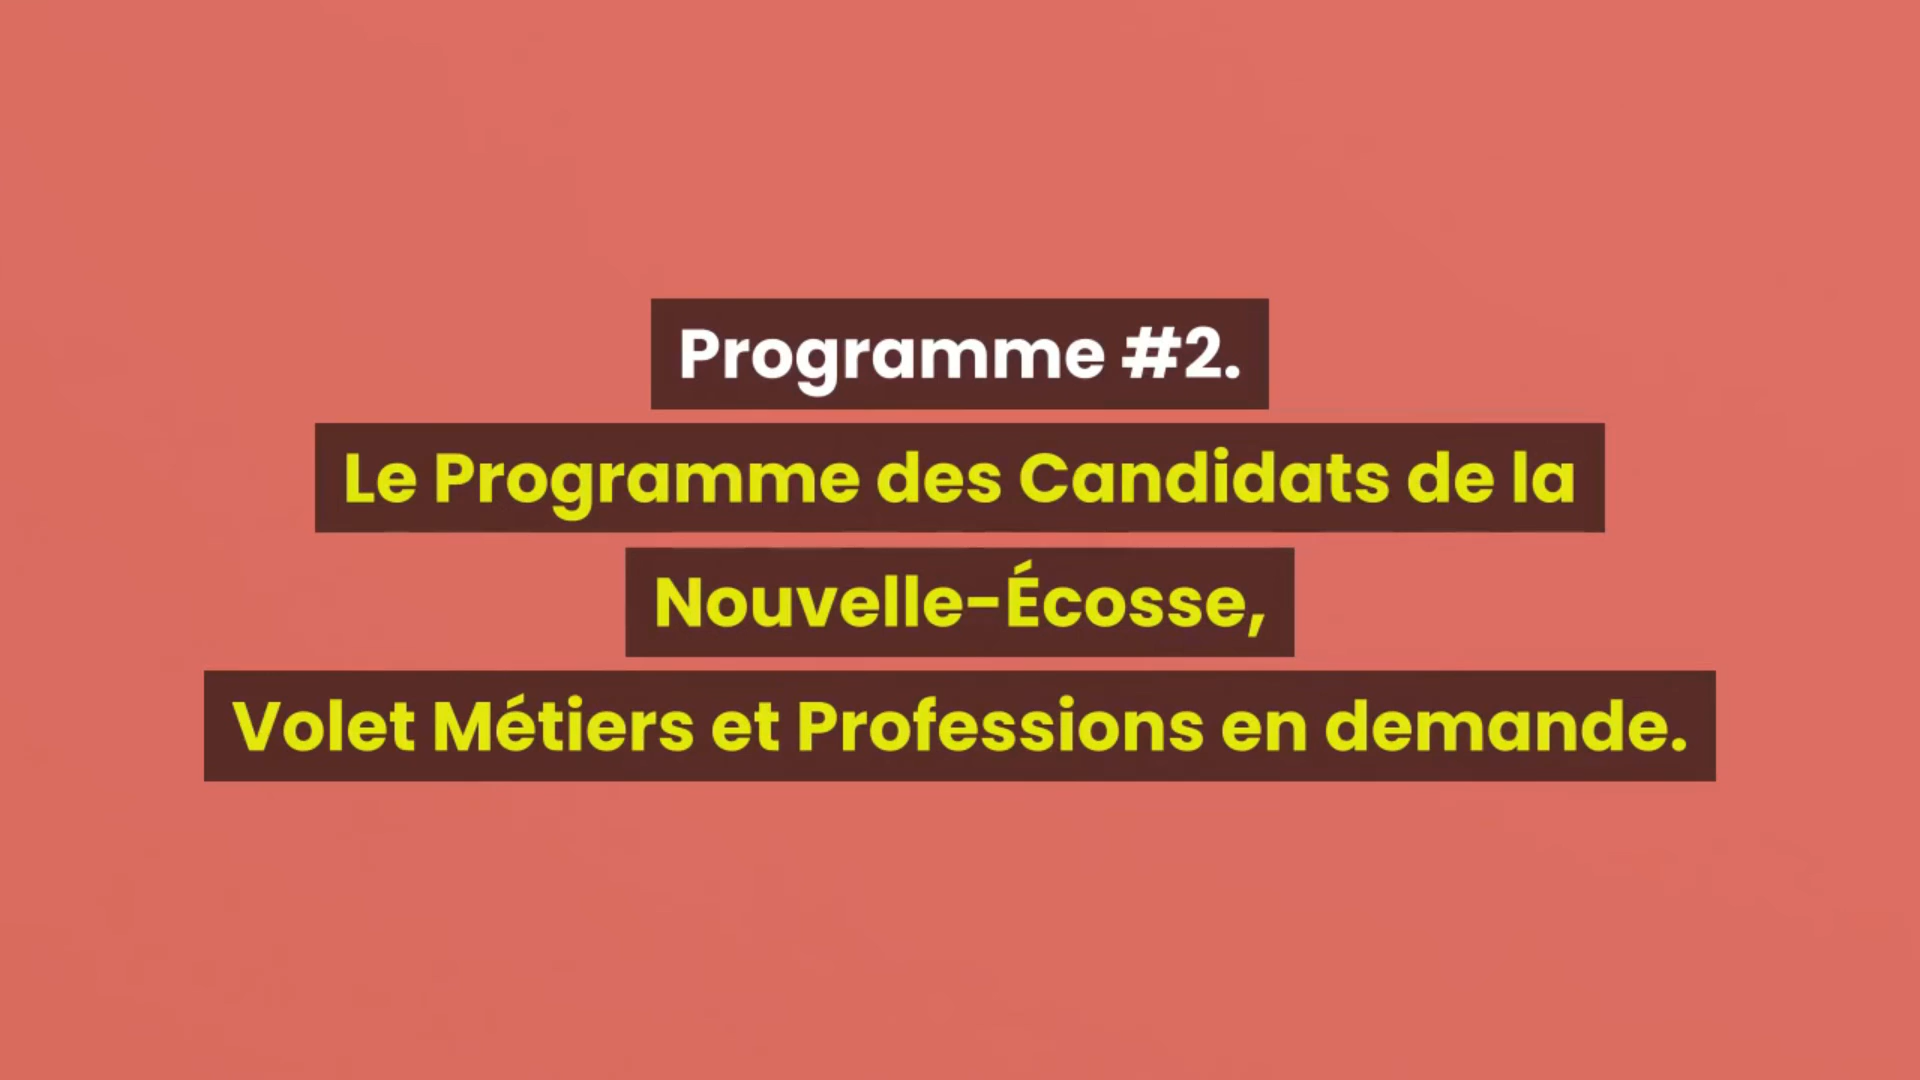 Programme #2.
Le Programme des Candidats de la
Nouvelle-Écosse,
Volet Métiers et Professions en demande.